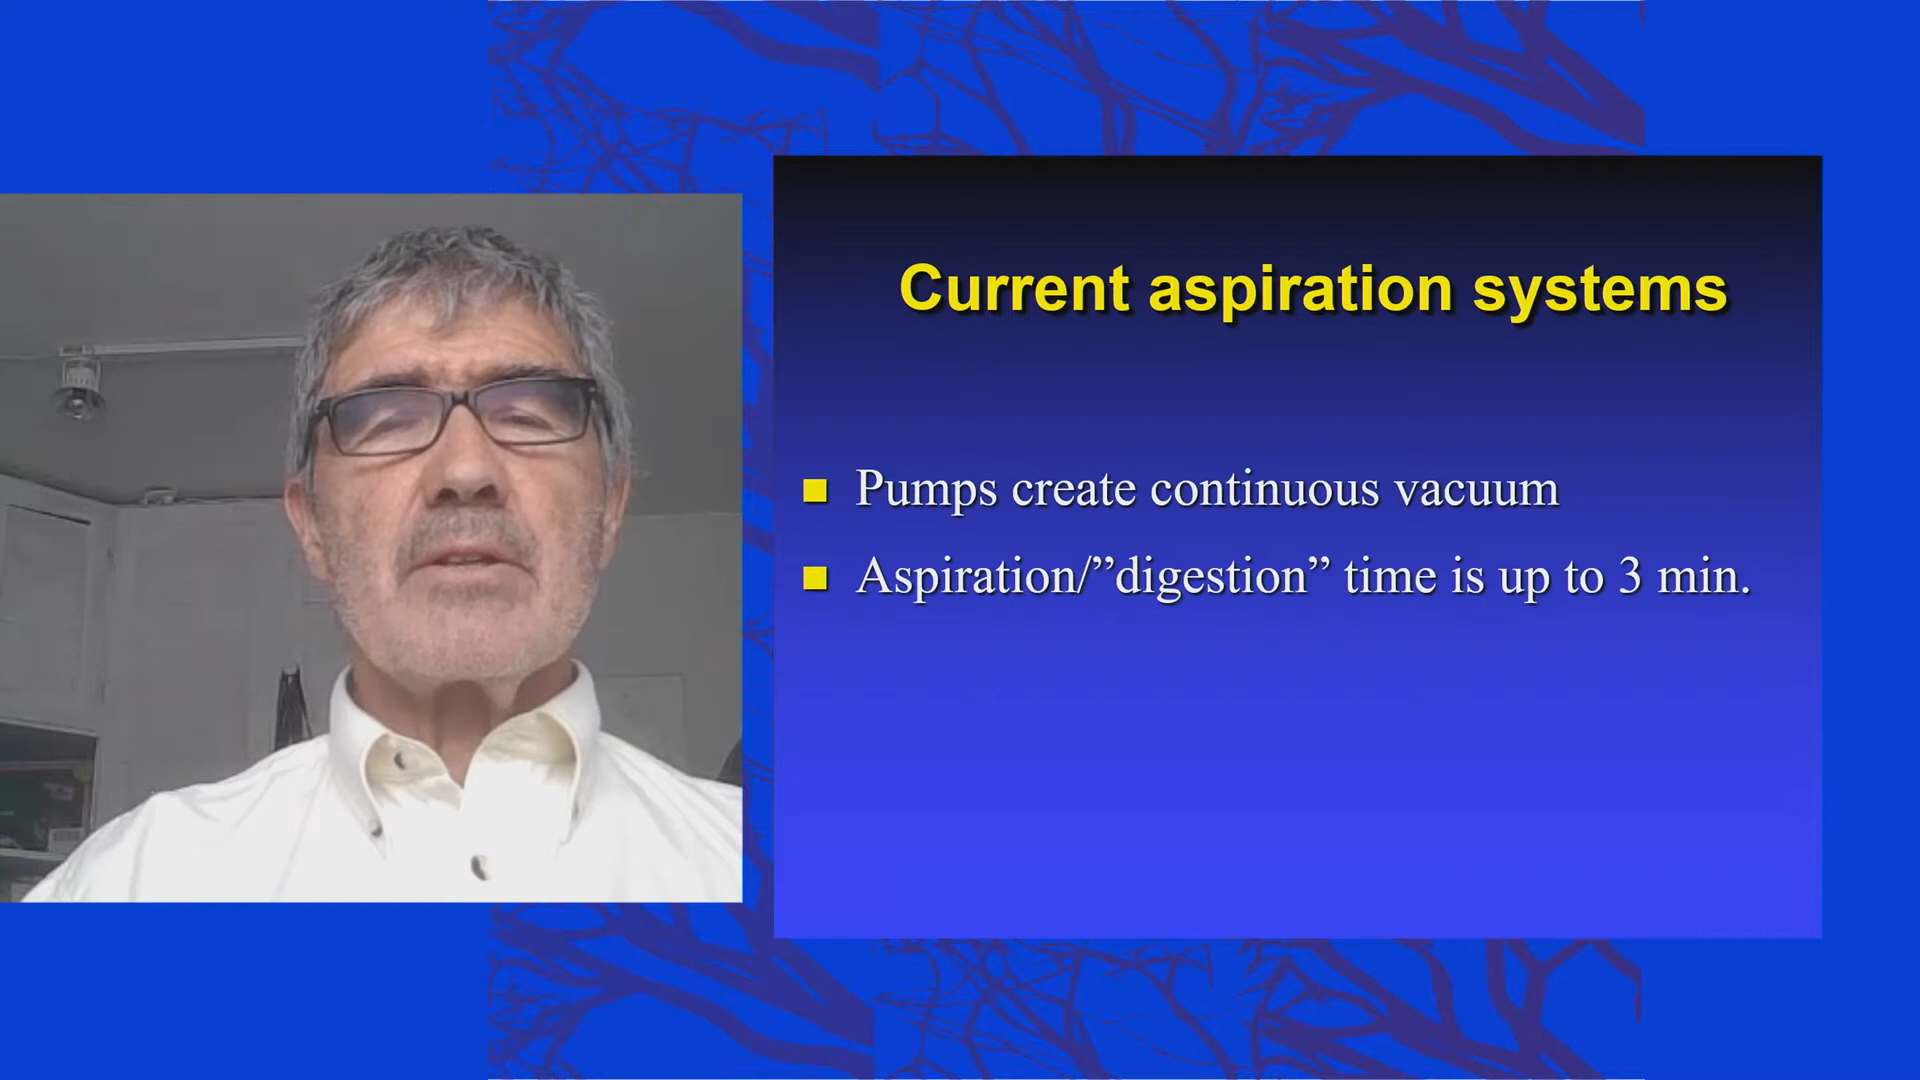 Current aspiration systems
Pumps create continuous vacuum
Aspiration/”digestion” time is up to 3 min.